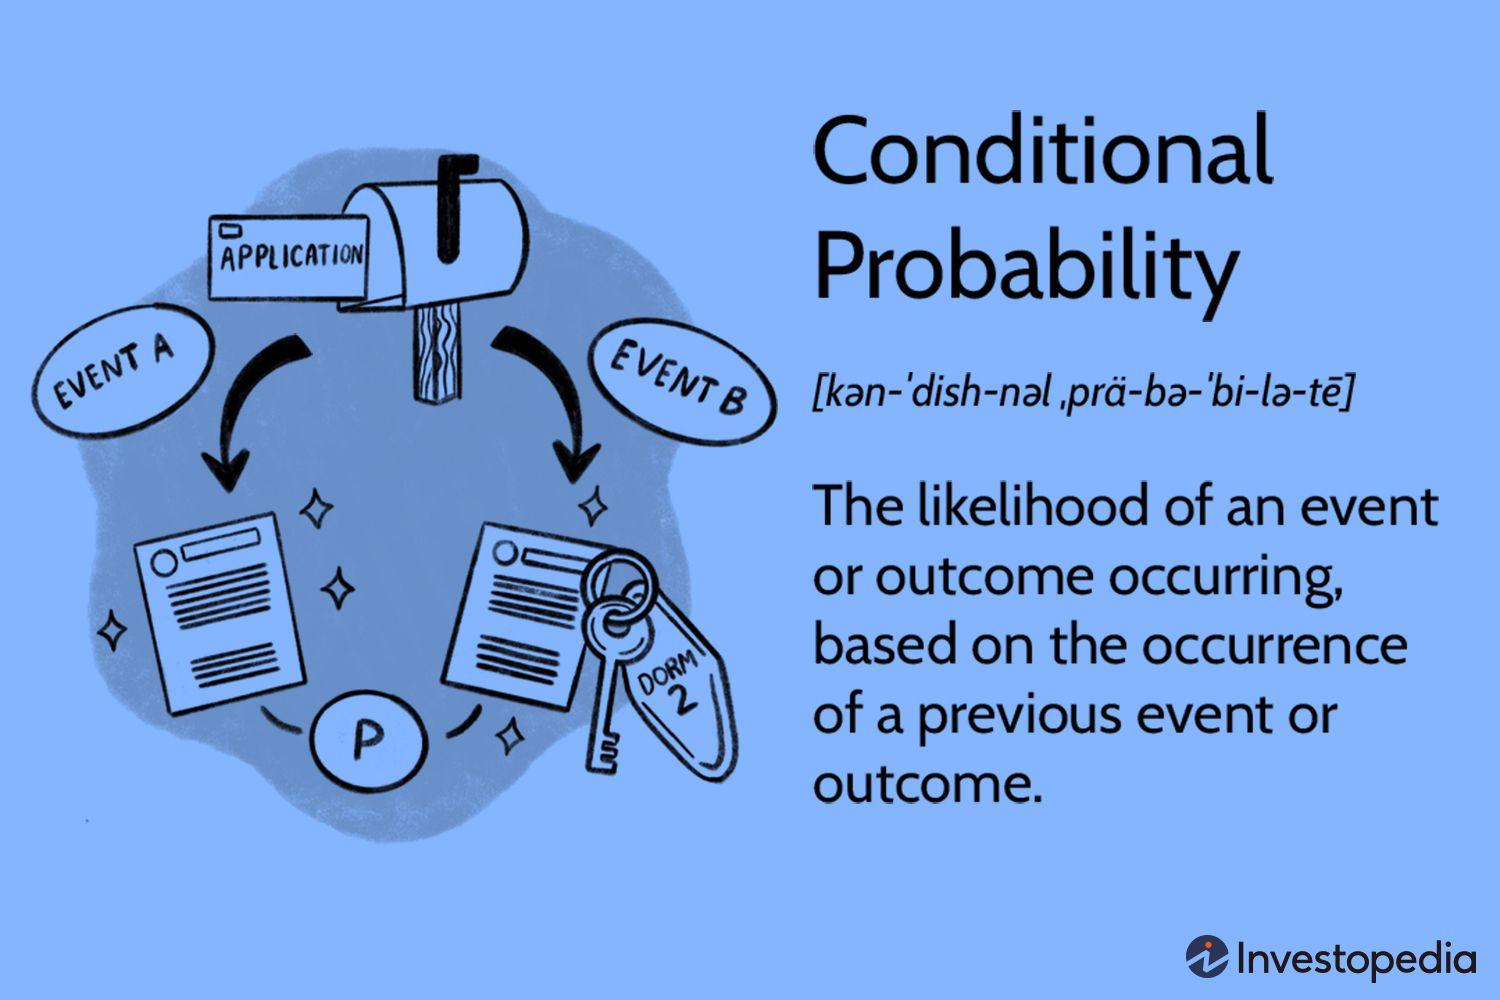 APPLICATION
EVENT A
EVENT B
DORM
2
P
Conditional
Probability
[kən-ˈdish-nəl ˌprä-bə-ˈbi-lə-tē]
The likelihood of an event
or outcome occurring,
based on the occurrence
of a previous event or
outcome.
Investopedia